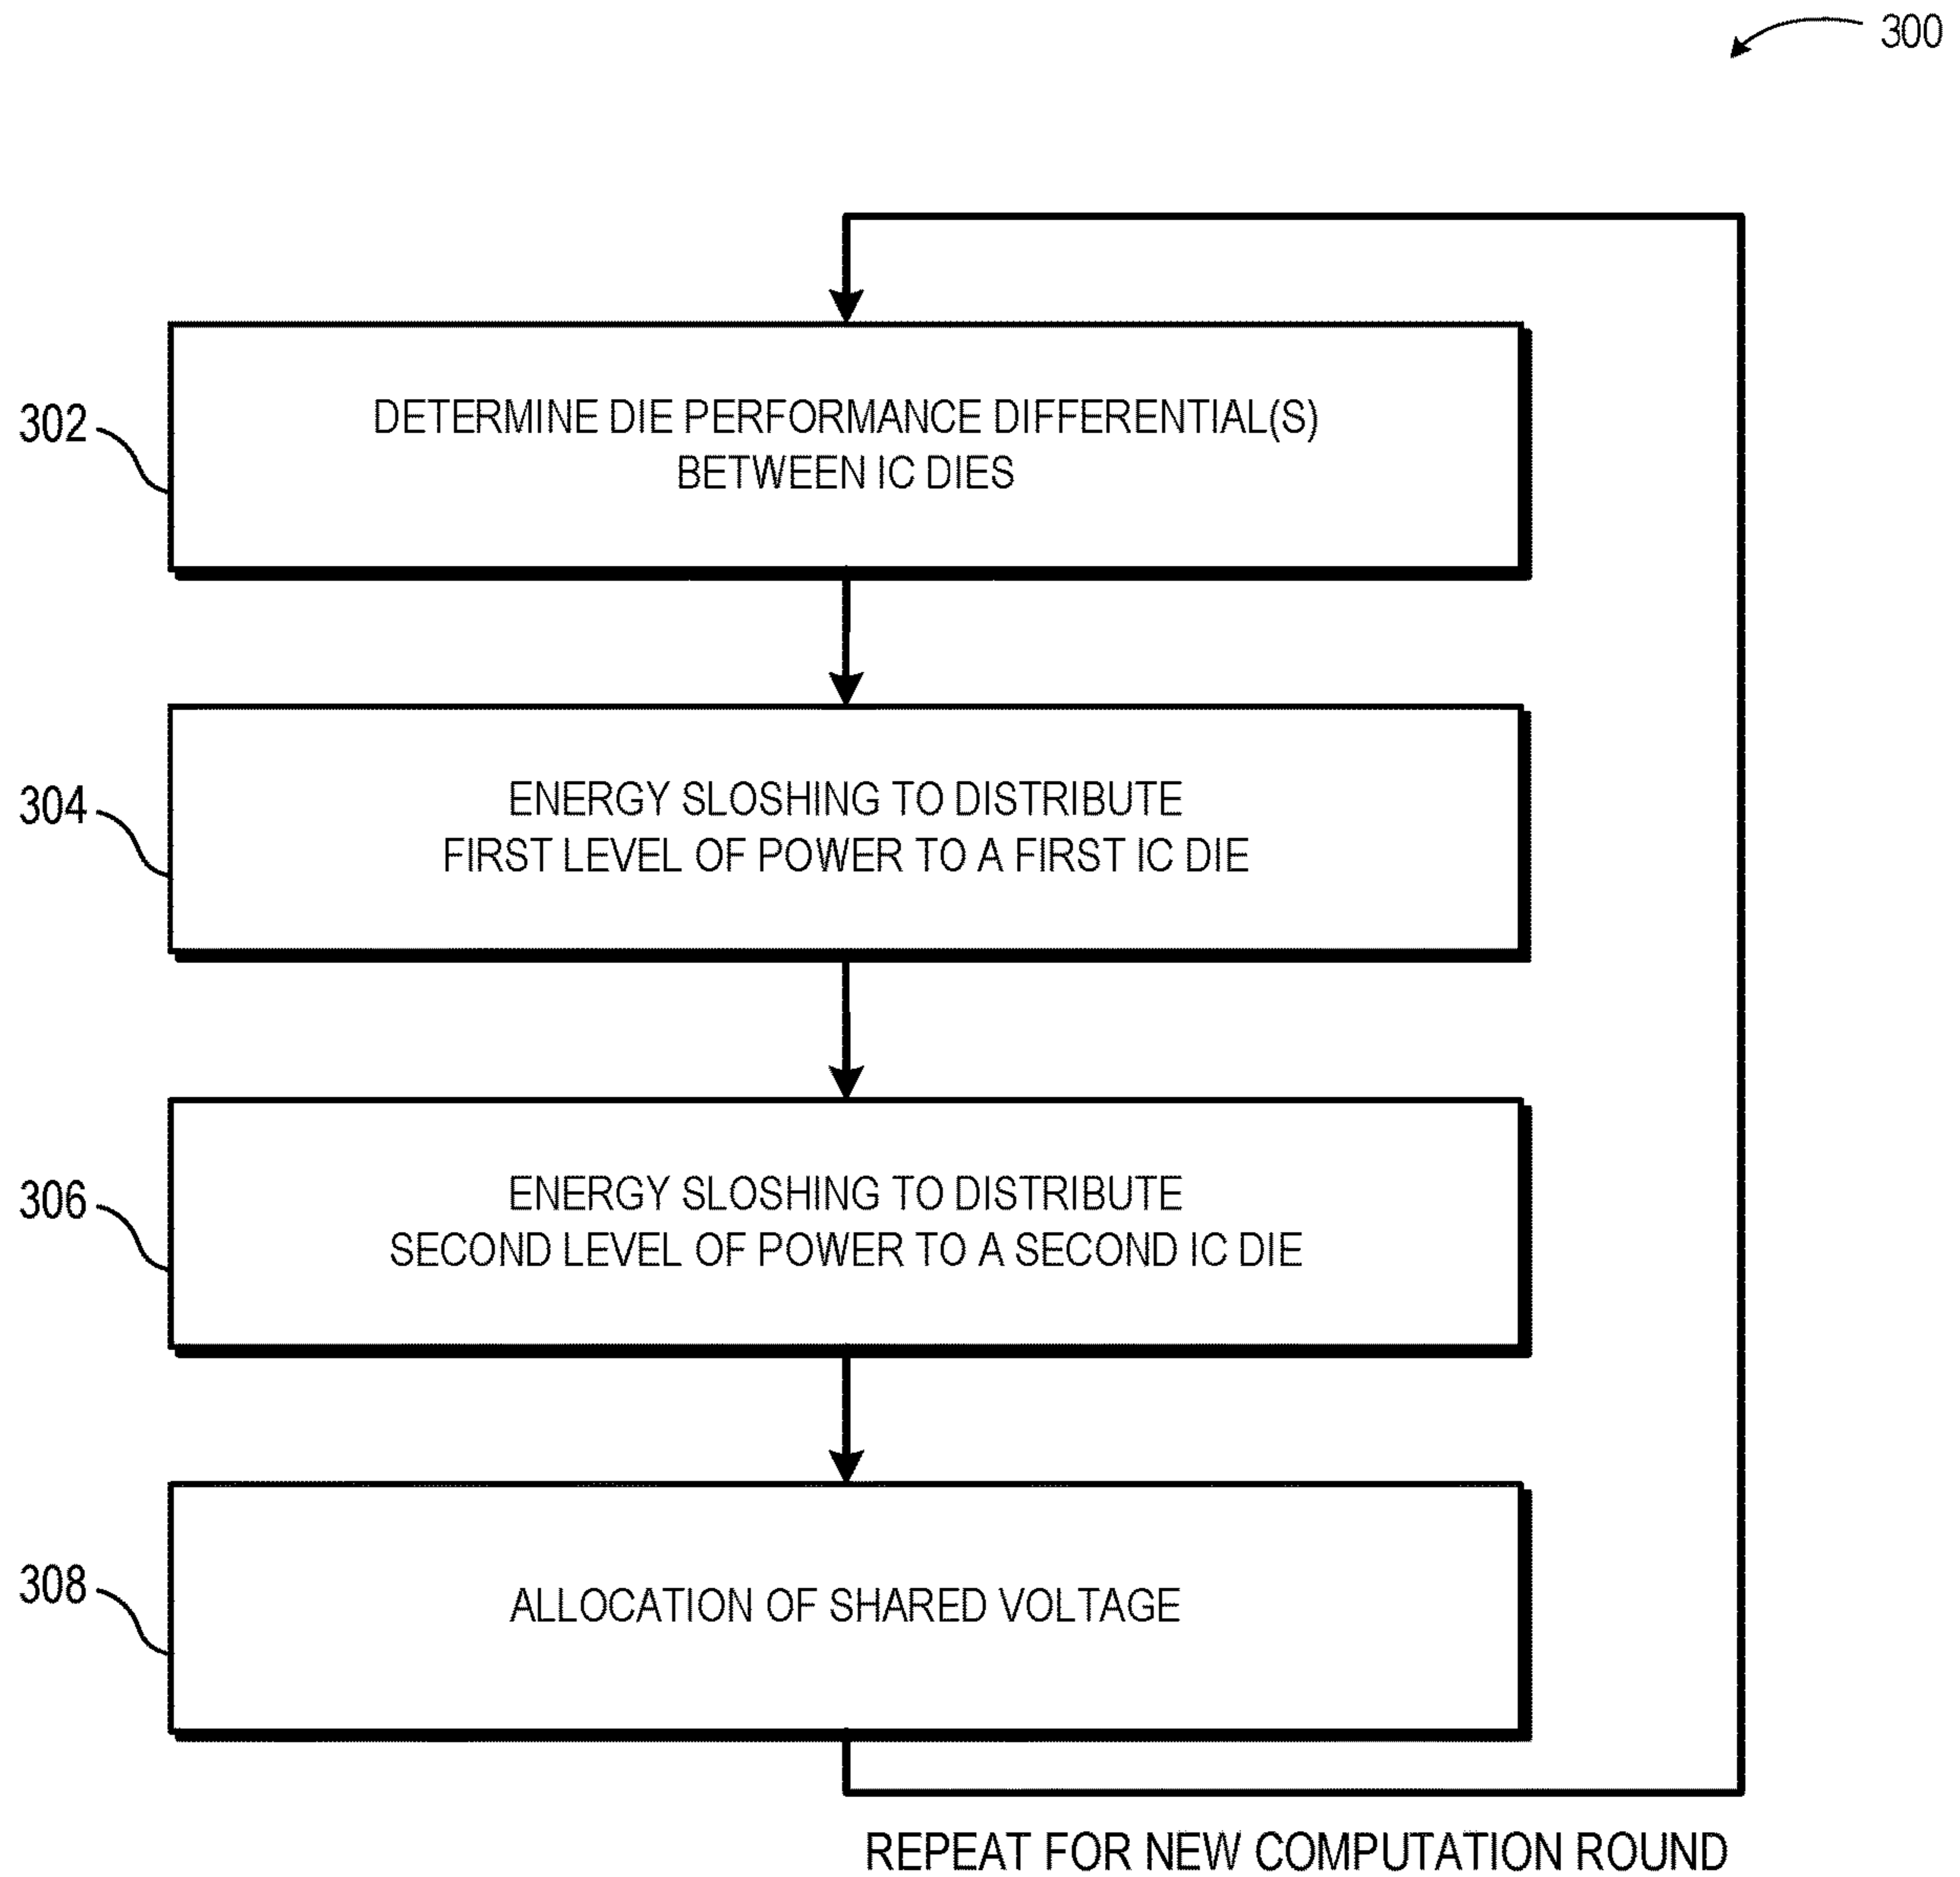 300
302
DETERMINE DIE PERFORMANCE DIFFERENTIAL(S)
BETWEEN IC DIES
304
ENERGY SLOSHING TO DISTRIBUTE
FIRST LEVEL OF POWER TO A FIRST IC DIE
306
ENERGY SLOSHING TO DISTRIBUTE
SECOND LEVEL OF POWER TO A SECOND IC DIE
308
ALLOCATION OF SHARED VOLTAGE
REPEAT FOR NEW COMPUTATION ROUND